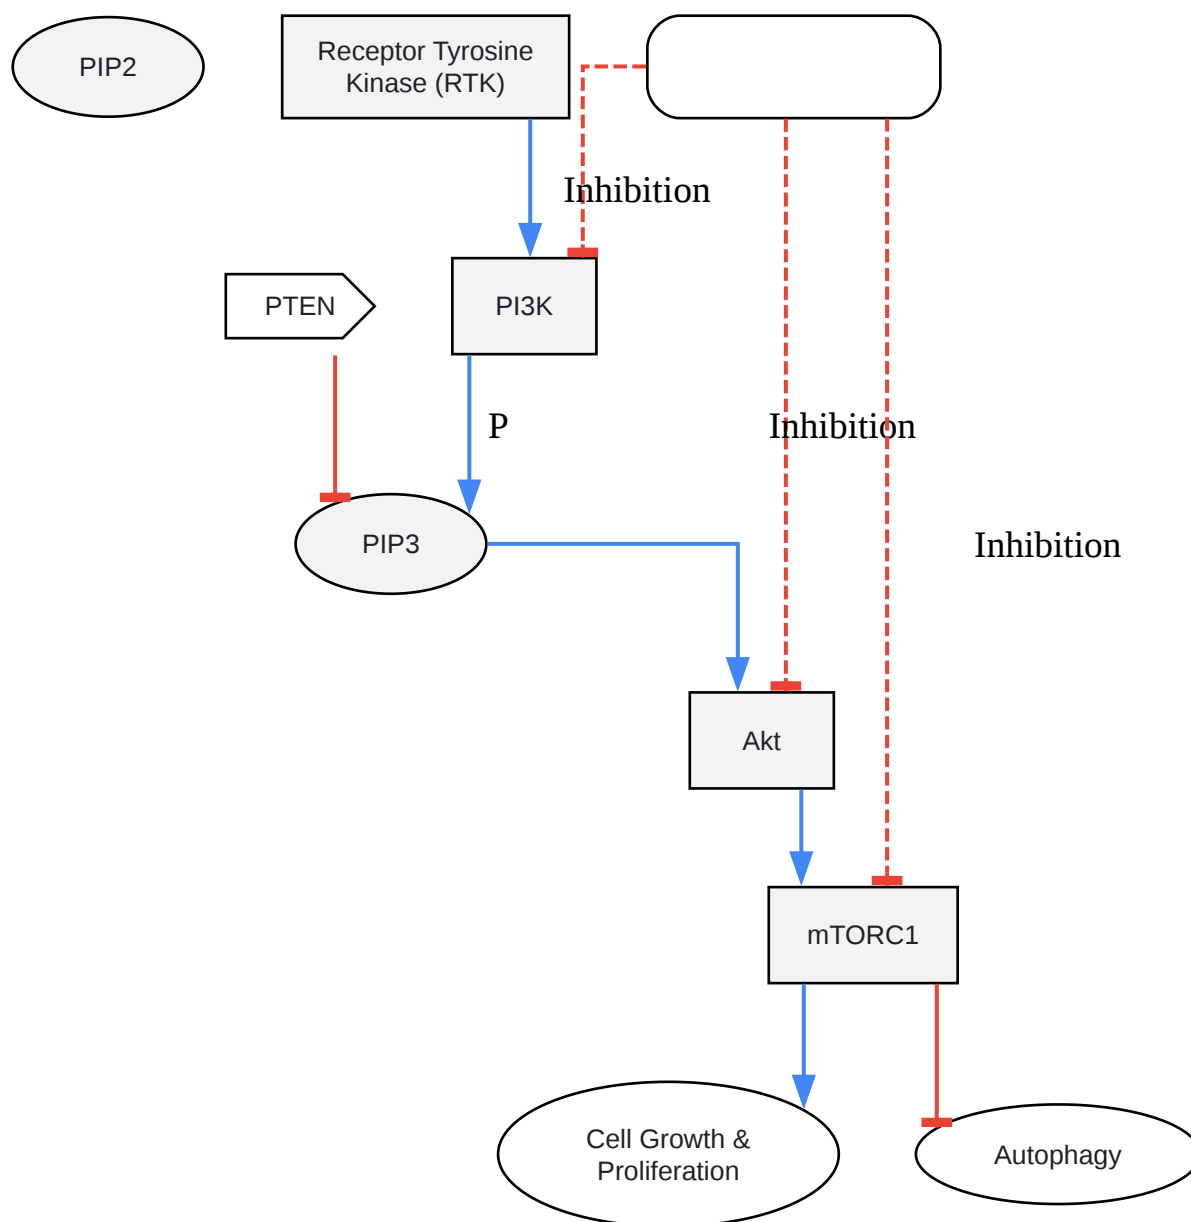 PIP2
Receptor Tyrosine
Kinase (RTK)
Inhibition
PTEN
PI3K
P
Inhibition
PIP3
Inhibition
Akt
mTORC1
Cell Growth &
Proliferation
Autophagy